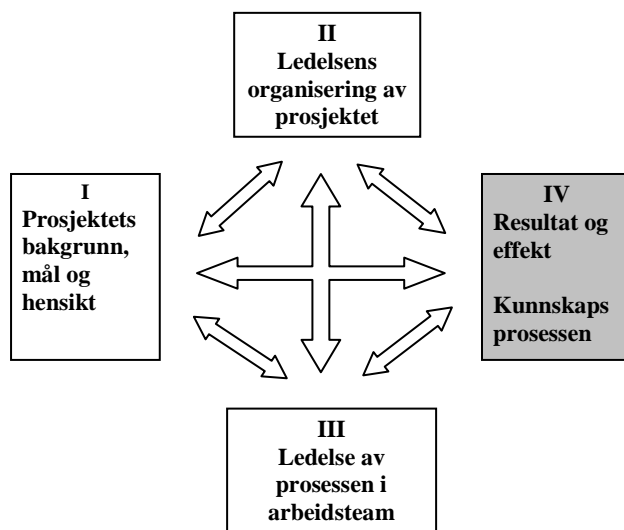 II
Ledelsens
organisering av
prosjektet
I
Prosjektets
bakgrunn,
mål og
hensikt
IV
Resultat og
effekt
Kunnskaps
prosessen
III
Ledelse av
prosessen i
arbeidsteam